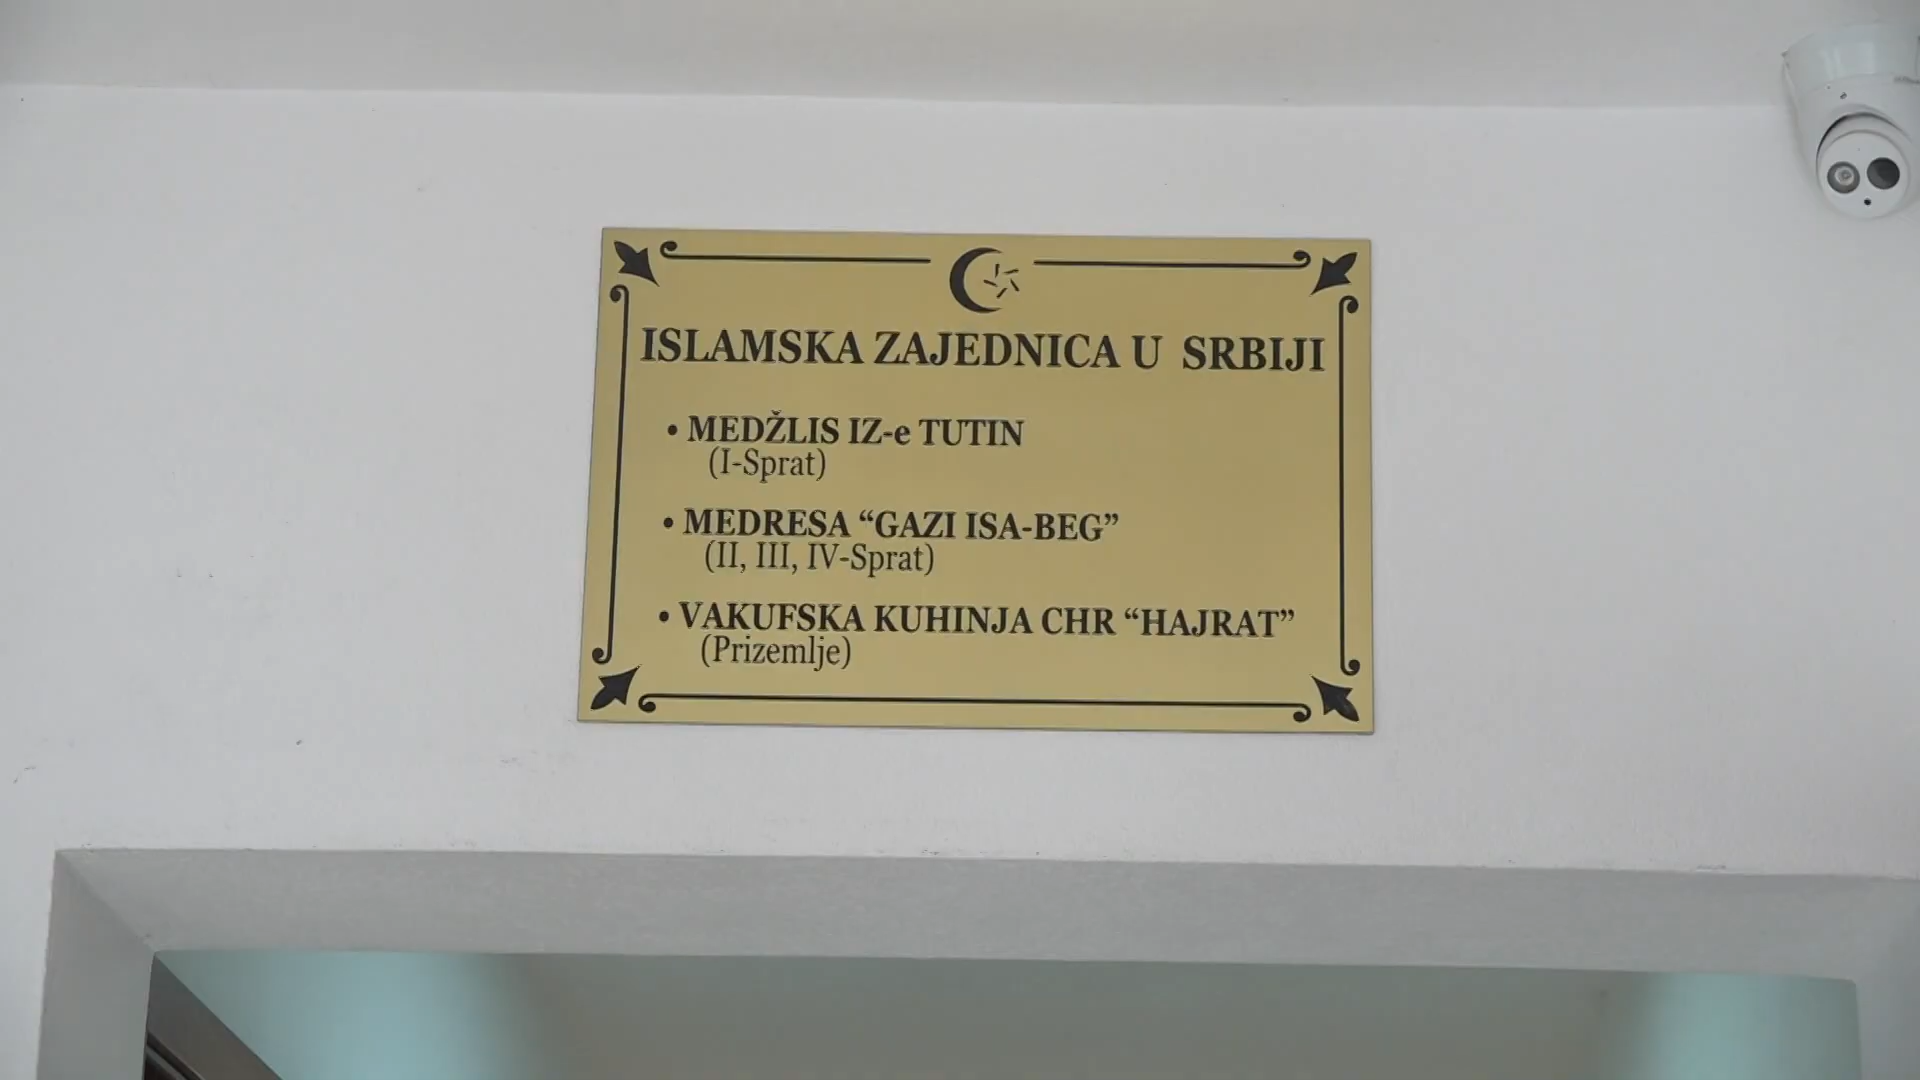 ISLAMSKA ZAJEDNICA U SRBIJI
• MEDŽLIS IZ-e TUTIN
(I-Sprat)
• MEDRESA “GAZI ISA-BEG”
(II, III, IV-Sprat)
• VAKUFSKA KUHINJA CHR “HAJRAT”
(Prizemlje)